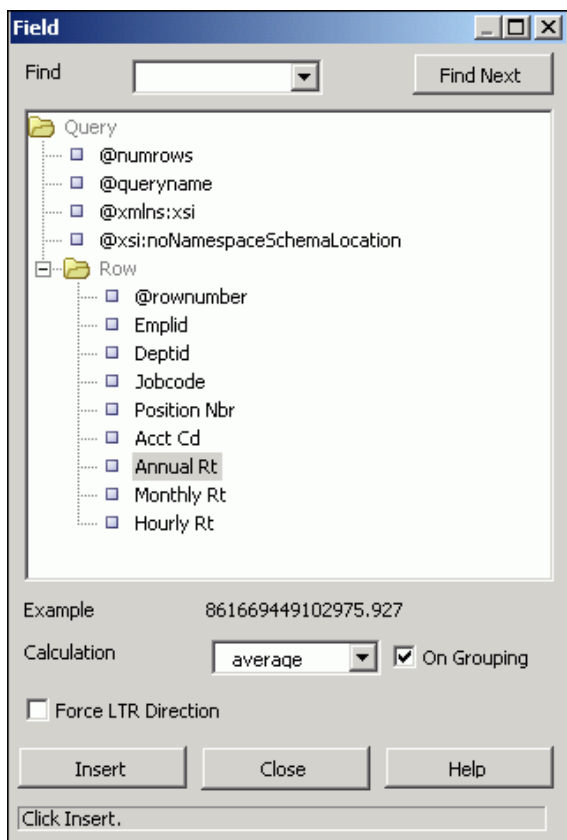 Field
Find Find Next
Query
@numrows
@queryname
@xmlns:xsi
@xsi:noNamespaceSchemaLocation
Row
@rownumber
Emplid
Deptid
Jobcode
Position Nbr
Acct Cd
Annual Rt
Monthly Rt
Hourly Rt
Example 861669449102975.927
Calculation average On Grouping
Force LTR Direction
Insert Close Help
Click Insert.